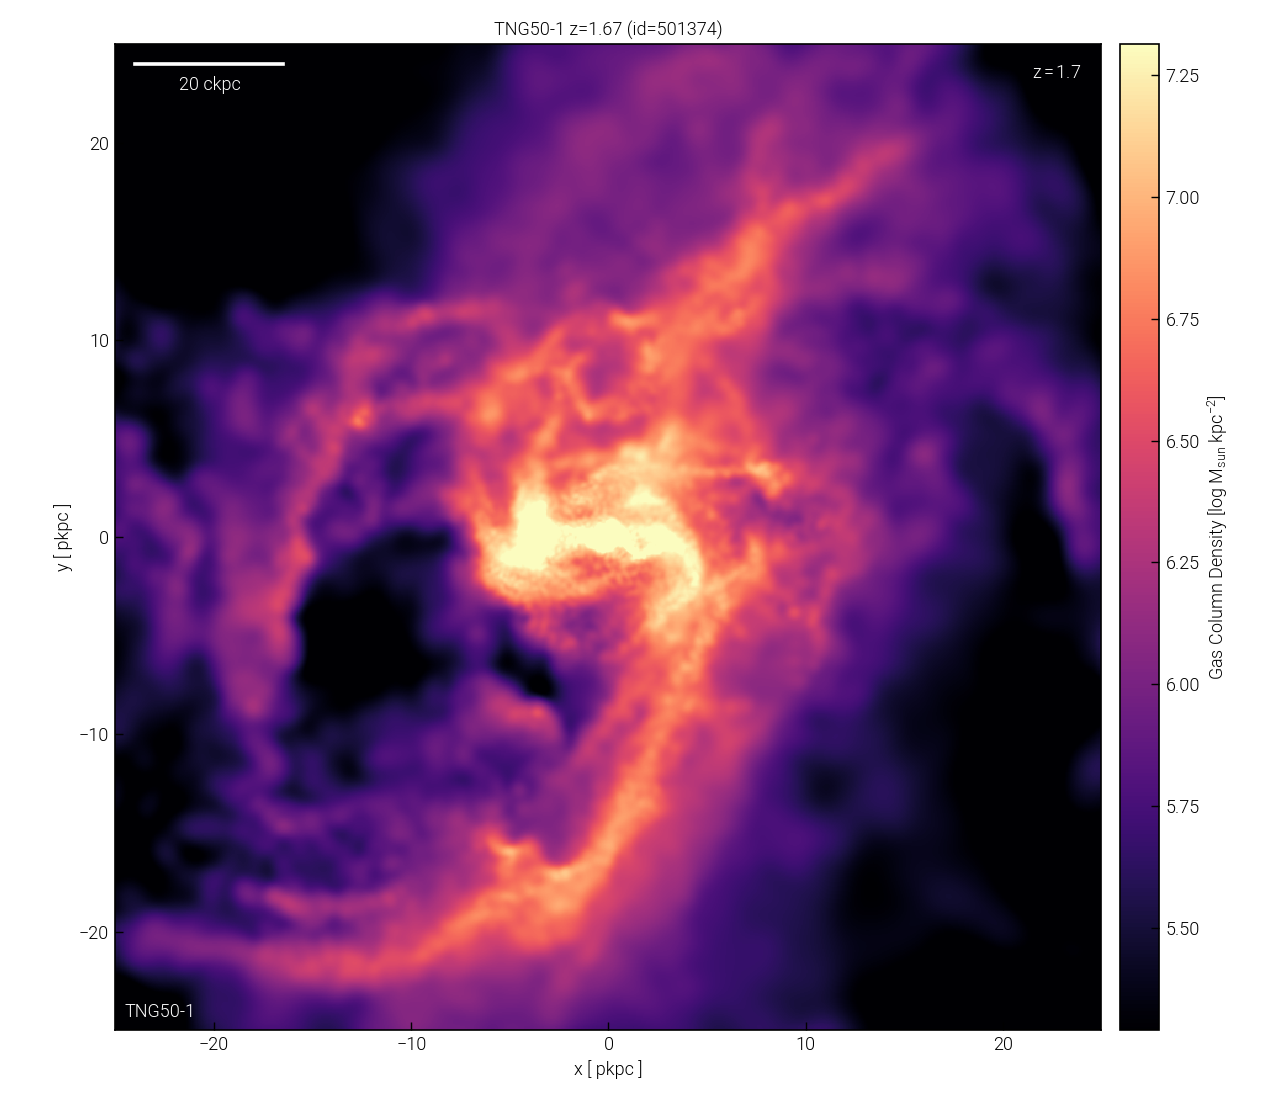 TNG50-1 z=1.67 (id=501374)
20 ckpc
z=1.7
TNG50-1
20
10
0
−10
−20
y [ pkpc ]
−20
−10
0
10
20
x [ pkpc ]
7.25
7.00
6.75
6.50
6.25
6.00
5.75
5.50
Gas Column Density [log M_sun kpc^−2]